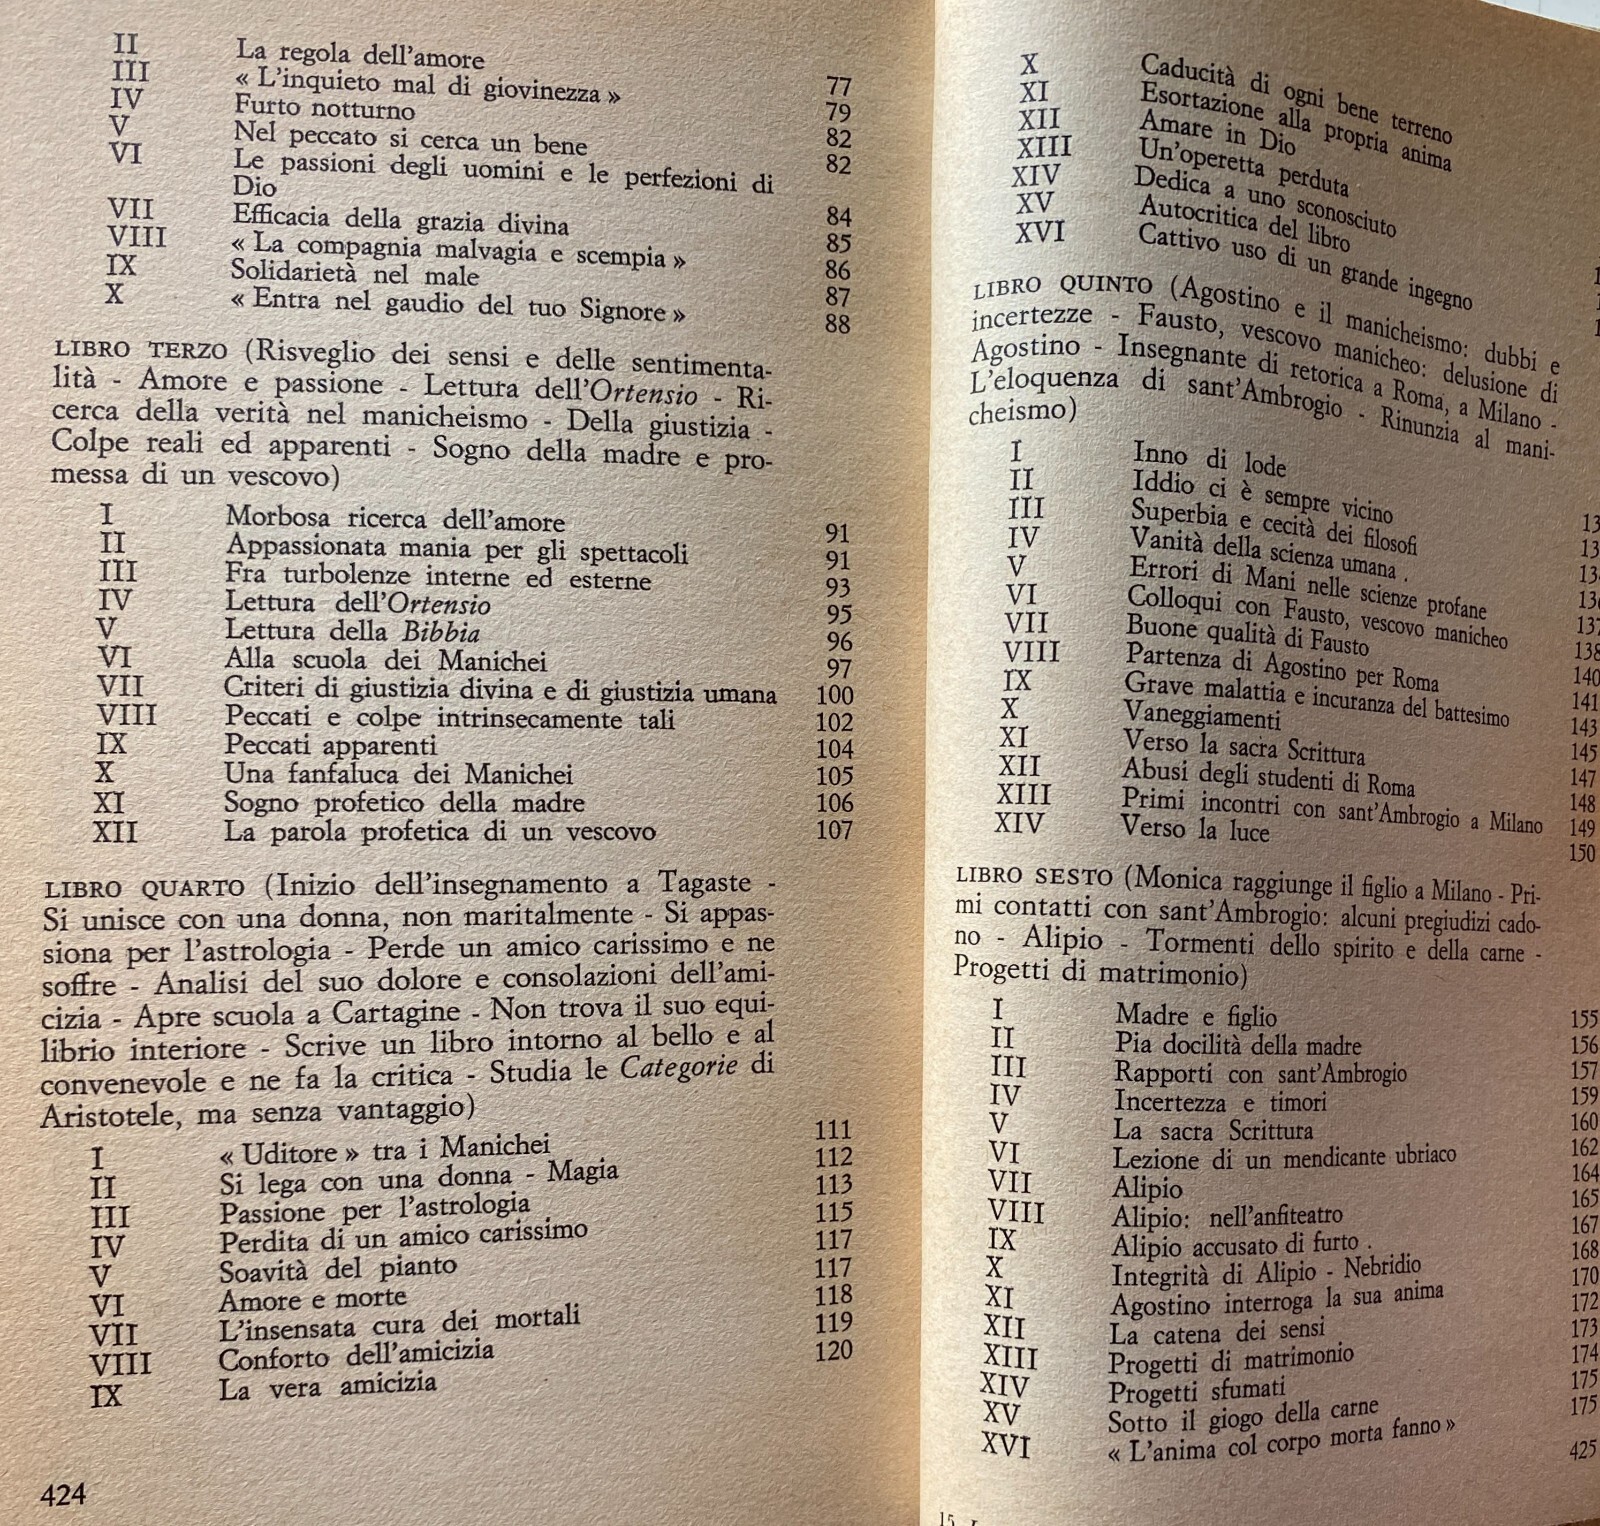 II La regola dell'amore 77
III « L'inquieto mal di giovinezza » 79
IV Furto notturno 82
V Nel peccato si cerca un bene 82
VI Le passioni degli uomini e le perfezioni di
Dio 84
VII Efficacia della grazia divina 85
VIII « La compagnia malvagia e scempia » 86
IX Solidarietà nel male 87
X « Entra nel gaudio del tuo Signore » 88
LIBRO TERZO (Risveglio dei sensi e delle sentimenta-
lità - Amore e passione - Lettura dell'Ortensio - Ri-
cerca della verità nel manicheismo - Della giustizia -
Colpe reali ed apparenti - Sogno della madre e pro-
messa di un vescovo)
I Morbosa ricerca dell'amore 91
II Appassionata mania per gli spettacoli 91
III Fra turbolenze interne ed esterne 93
IV Lettura dell'Ortensio 95
V Lettura della Bibbia 96
VI Alla scuola dei Manichei 97
VII Criteri di giustizia divina e di giustizia umana 100
VIII Peccati e colpe intrinsecamente tali 102
IX Peccati apparenti 104
X Una fanfaluca dei Manichei 105
XI Sogno profetico della madre 106
XII La parola profetica di un vescovo 107
LIBRO QUARTO (Inizio dell'insegnamento a Tagaste -
Si unisce con una donna, non maritalmente - Si appas-
siona per l'astrologia - Perde un amico carissimo e ne
soffre - Analisi del suo dolore e consolazioni dell'ami-
cizia - Apre scuola a Cartagine - Non trova il suo equi-
librio interiore - Scrive un libro intorno al bello e al
convenevole e ne fa la critica - Studia le Categorie di
Aristotele, ma senza vantaggio)
I « Uditore » tra i Manichei 111
II Si lega con una donna - Magia 112
III Passione per l'astrologia 113
IV Perdita di un amico carissimo 115
V Soavità del pianto 117
VI Amore e morte 117
VII L'insensata cura dei mortali 118
VIII Conforto dell'amicizia 119
IX La vera amicizia 120
424
X Caducità di ogni bene terreno
XI Esortazione alla propria anima
XII Amare in Dio
XIII Un'operetta perduta
XIV Dedica a uno sconosciuto
XV Autocritica del libro
XVI Cattivo uso di un grande ingegno
LIBRO QUINTO (Agostino e il manicheismo: dubbi e
incertezze - Fausto, vescovo manicheo: delusione di
Agostino - Insegnante di retorica a Roma, a Milano -
L'eloquenza di sant'Ambrogio - Rinunzia al mani-
cheismo)
I Inno di lode
II Iddio ci è sempre vicino
III Superbia e cecità dei filosofi
IV Vanità della scienza umana .
V Errori di Mani nelle scienze profane 137
VI Colloqui con Fausto, vescovo manicheo 138
VII Buone qualità di Fausto 140
VIII Partenza di Agostino per Roma 141
IX Grave malattia e incuranza del battesimo 143
X Vaneggiamenti 145
XI Verso la sacra Scrittura 147
XII Abusi degli studenti di Roma 148
XIII Primi incontri con sant'Ambrogio a Milano 149
XIV Verso la luce 150
LIBRO SESTO (Monica raggiunge il figlio a Milano - Pri-
mi contatti con sant'Ambrogio: alcuni pregiudizi cado-
no - Alipio - Tormenti dello spirito e della carne -
Progetti di matrimonio)
I Madre e figlio 155
II Pia docilità della madre 156
III Rapporti con sant'Ambrogio 157
IV Incertezza e timori 159
V La sacra Scrittura 160
VI Lezione di un mendicante ubriaco 162
VII Alipio 164
VIII Alipio: nell'anfiteatro 165
IX Alipio accusato di furto . 167
X Integrità di Alipio - Nebridio 168
XI Agostino interroga la sua anima 170
XII La catena dei sensi 172
XIII Progetti di matrimonio 173
XIV Progetti sfumati 174
XV Sotto il giogo della carne 175
XVI « L'anima col corpo morta fanno » 175
425